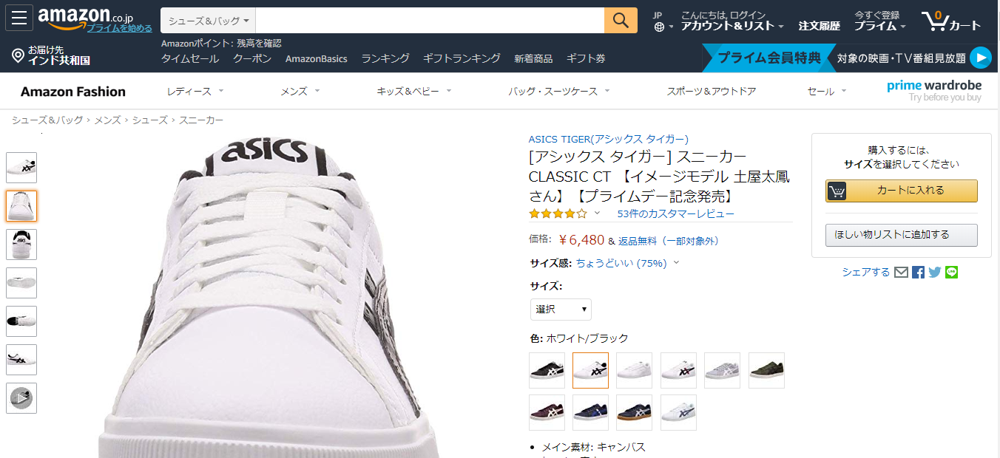 amazon.co.jp
プライムを始める
シューズ＆バッグ
JP
こんにちは, ログイン
アカウント＆リスト
注文履歴
今すぐ登録
プライム
0
カート
お届け先
インド共和国
Amazonポイント: 残高を確認
タイムセール クーポン AmazonBasics ランキング ギフトランキング 新着商品 ギフト券
プライム会員特典 対象の映画・TV番組見放題
Amazon Fashion
レディース メンズ キッズ＆ベビー バッグ・スーツケース スポーツ＆アウトドア セール
prime wardrobe
Try before you buy
シューズ＆バッグ › メンズ › シューズ › スニーカー
asics
ASICS TIGER(アシックス タイガー)
[アシックス タイガー] スニーカー
CLASSIC CT 【イメージモデル 土屋太鳳
さん】【プライムデー記念発売】
53件のカスタマーレビュー
価格: ￥6,480 & 返品無料（一部対象外）
サイズ感: ちょうどいい (75%)
サイズ:
選択
色: ホワイト/ブラック
• メイン素材: キャンバス
購入するには、
サイズを選択してください
カートに入れる
ほしい物リストに追加する
シェアする
LINE